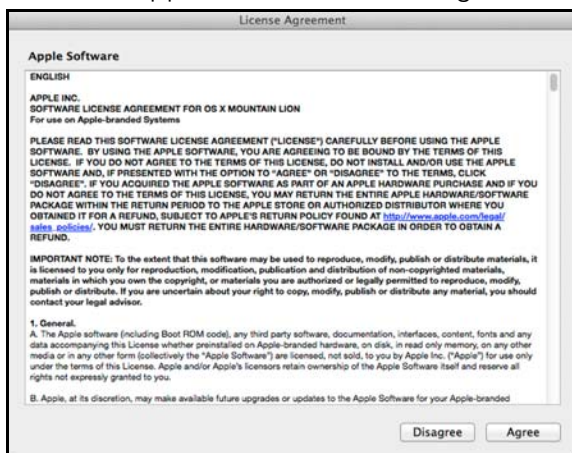 License Agreement
Apple Software
ENGLISH
APPLE INC.
SOFTWARE LICENSE AGREEMENT FOR OS X MOUNTAIN LION
For use on Apple-branded Systems
PLEASE READ THIS SOFTWARE LICENSE AGREEMENT ("LICENSE") CAREFULLY BEFORE USING THE APPLE
SOFTWARE. BY USING THE APPLE SOFTWARE, YOU ARE AGREEING TO BE BOUND BY THE TERMS OF THIS
LICENSE. IF YOU DO NOT AGREE TO THE TERMS OF THIS LICENSE, DO NOT INSTALL AND/OR USE THE APPLE
SOFTWARE AND, IF PRESENTED WITH THE OPTION TO "AGREE" OR "DISAGREE" TO THE TERMS, CLICK
"DISAGREE". IF YOU ACQUIRED THE APPLE SOFTWARE AS PART OF AN APPLE HARDWARE PURCHASE AND IF YOU
DO NOT AGREE TO THE TERMS OF THIS LICENSE, YOU MAY RETURN THE ENTIRE APPLE HARDWARE/SOFTWARE
PACKAGE WITHIN THE RETURN PERIOD TO THE APPLE STORE OR AUTHORIZED DISTRIBUTOR WHERE YOU
OBTAINED IT FOR A REFUND, SUBJECT TO APPLE'S RETURN POLICY FOUND AT http://www.apple.com/legal/
sales_policies/. YOU MUST RETURN THE ENTIRE HARDWARE/SOFTWARE PACKAGE IN ORDER TO OBTAIN A
REFUND.
IMPORTANT NOTE: To the extent that this software may be used to reproduce, modify, publish or distribute materials, it
is licensed to you only for reproduction, modification, publication and distribution of non-copyrighted materials,
materials in which you own the copyright, or materials you are authorized or legally permitted to reproduce, modify,
publish or distribute. If you are uncertain about your right to copy, modify, publish or distribute any material, you should
contact your legal advisor.
1. General.
A. The Apple software (including Boot ROM code), any third party software, documentation, interfaces, content, fonts and any
data accompanying this License whether preinstalled on Apple-branded hardware, on disk, in read only memory, on any other
media or in any other form (collectively the "Apple Software") are licensed, not sold, to you by Apple Inc. ("Apple") for use only
under the terms of this License. Apple and/or Apple's licensors retain ownership of the Apple Software itself and reserve all
rights not expressly granted to you.
B. Apple, at its discretion, may make available future upgrades or updates to the Apple Software for your Apple-branded
Disagree Agree